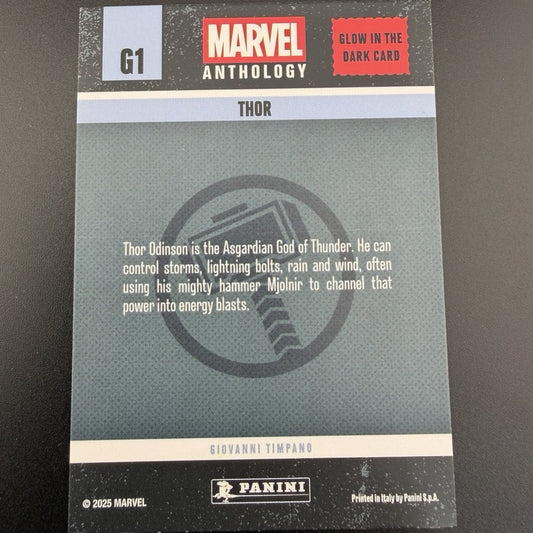 G1
MARVEL
ANTHOLOGY
GLOW IN THE
DARK CARD
THOR
Thor Odinson is the Asgardian God of Thunder. He can
control storms, lightning bolts, rain and wind, often
using his mighty hammer Mjolnir to channel that
power into energy blasts.
GIOVANNI TIMPANO
© 2025 MARVEL
PANINI
Printed in Italy by Panini S.p.A.